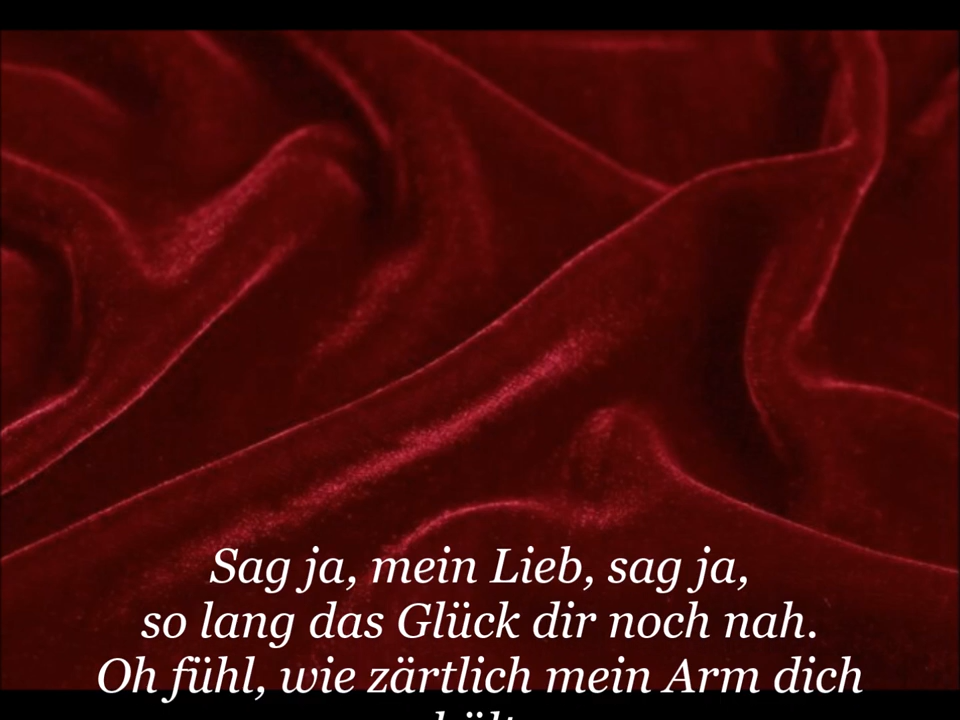 Sag ja, mein Lieb, sag ja,
so lang das Glück dir noch nah.
Oh fühl, wie zärtlich mein Arm dich